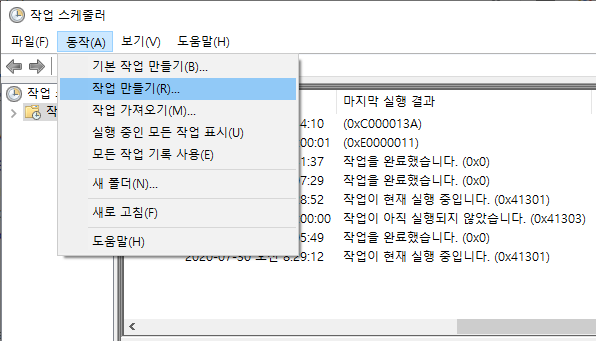 작업 스케줄러
파일(F) 동작(A) 보기(V) 도움말(H)
작업
작
기본 작업 만들기(B)...
작업 만들기(R)...
작업 가져오기(M)...
실행 중인 모든 작업 표시(U)
모든 작업 기록 사용(E)
새 폴더(N)...
새로 고침(F)
도움말(H)
마지막 실행 결과
4:10 (0xC000013A)
00:01 (0xE0000011)
1:37 작업을 완료했습니다. (0x0)
7:29 작업을 완료했습니다. (0x0)
8:52 작업이 현재 실행 중입니다. (0x41301)
00:00 작업이 아직 실행되지 않았습니다. (0x41303)
5:49 작업을 완료했습니다. (0x0)
2020-07-30 오전 8:29:12 작업이 현재 실행 중입니다. (0x41301)